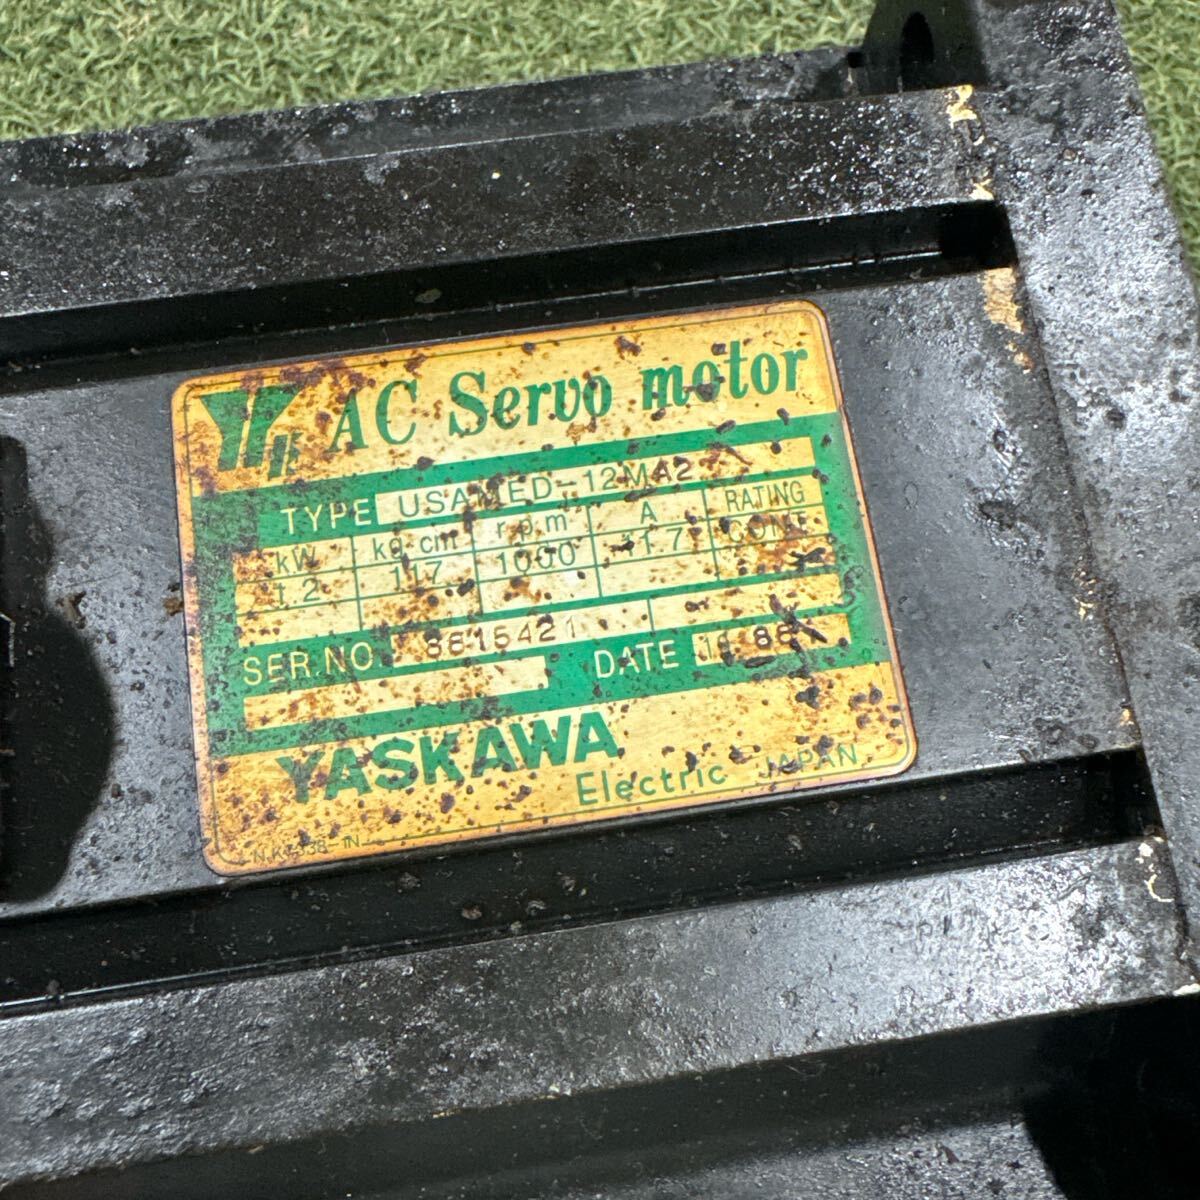 AC Servo motor
TYPE USAMED-12MA2
kW kg·cm r.p.m A RATING
1.2 117 1000 11.7 CONT
SER.NO
DATE
YASKAWA
Electric JAPAN